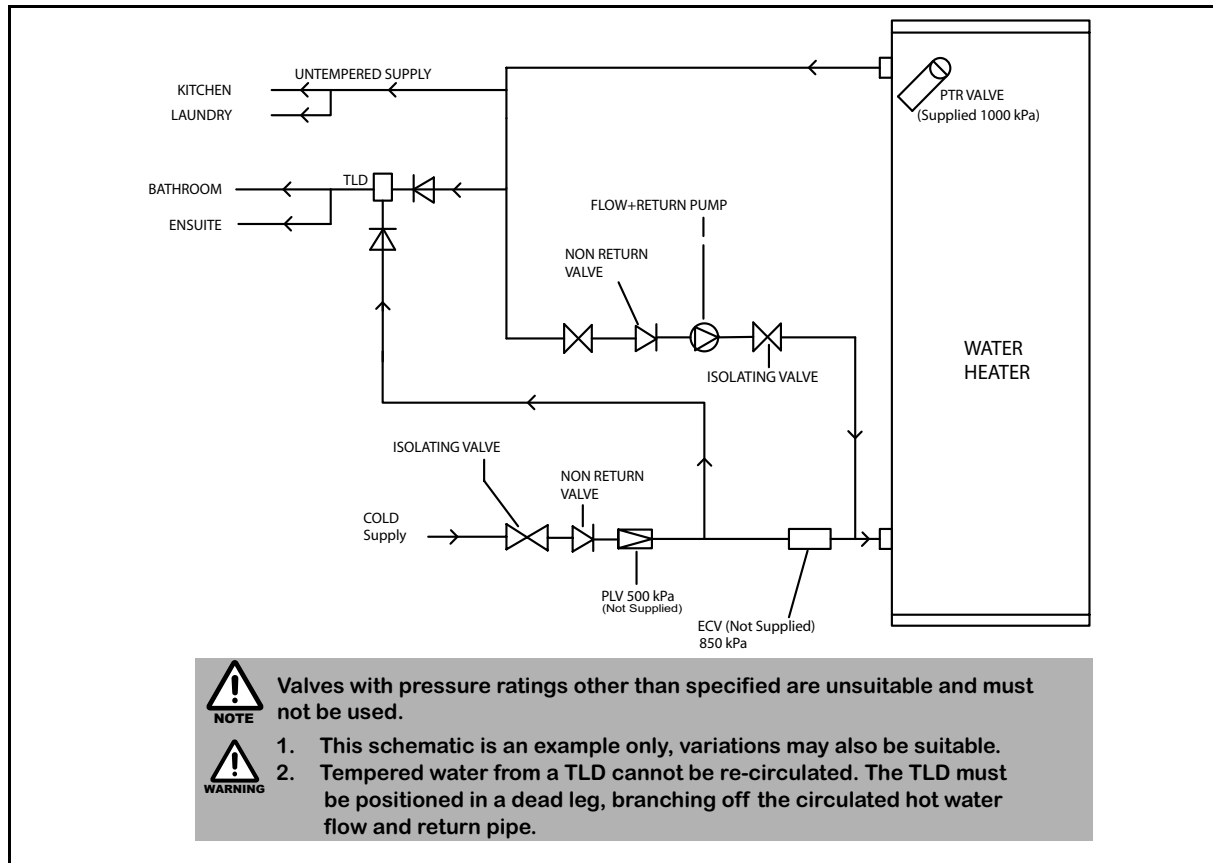 UNTEMPERED SUPPLY
KITCHEN
LAUNDRY
PTR VALVE
(Supplied 1000 kPa)
BATHROOM
TLD
ENSUITE
FLOW+RETURN PUMP
NON RETURN
VALVE
ISOLATING VALVE
WATER
HEATER
ISOLATING VALVE
NON RETURN
VALVE
COLD
Supply
PLV 500 kPa
(Not Supplied)
ECV (Not Supplied)
850 kPa
NOTE
Valves with pressure ratings other than specified are unsuitable and must
not be used.
WARNING
1. This schematic is an example only, variations may also be suitable.
2. Tempered water from a TLD cannot be re-circulated. The TLD must
be positioned in a dead leg, branching off the circulated hot water
flow and return pipe.